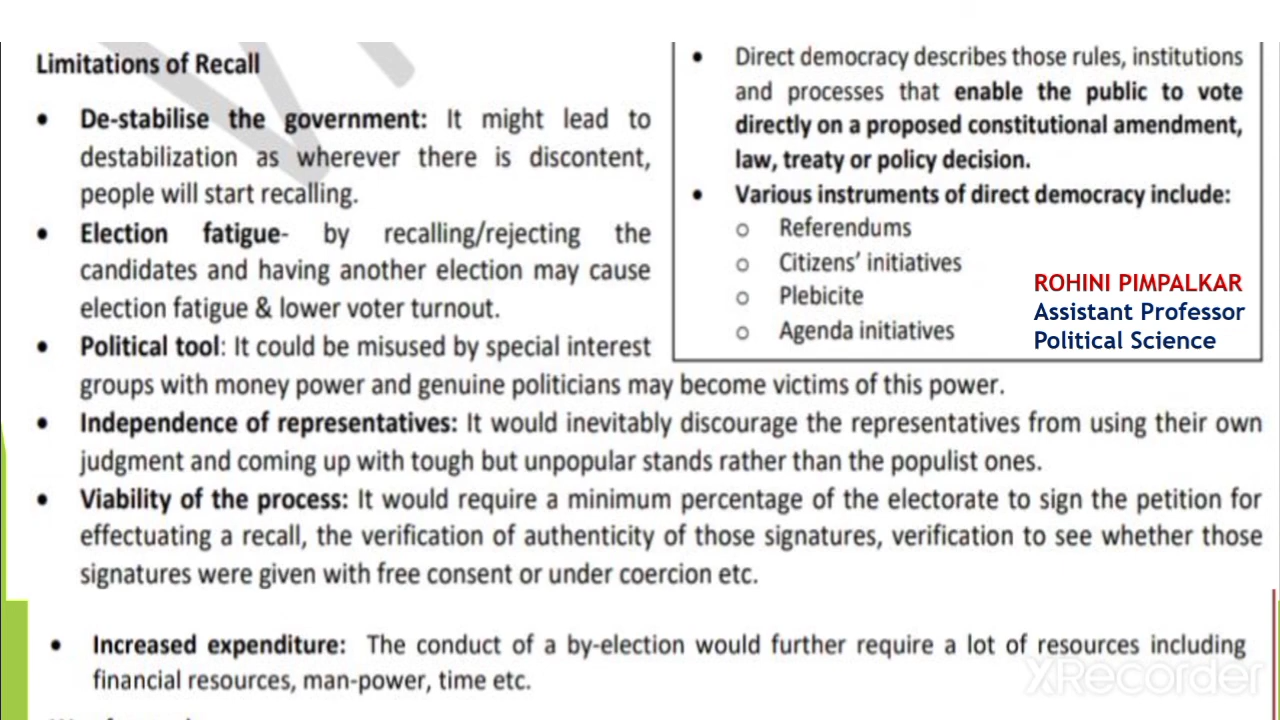 Limitations of Recall
• De-stabilise the government: It might lead to
destabilization as wherever there is discontent,
people will start recalling.
• Election fatigue- by recalling/rejecting the
candidates and having another election may cause
election fatigue & lower voter turnout.
• Political tool: It could be misused by special interest
groups with money power and genuine politicians may become victims of this power.
• Independence of representatives: It would inevitably discourage the representatives from using their own
judgment and coming up with tough but unpopular stands rather than the populist ones.
• Viability of the process: It would require a minimum percentage of the electorate to sign the petition for
effectuating a recall, the verification of authenticity of those signatures, verification to see whether those
signatures were given with free consent or under coercion etc.
• Increased expenditure: The conduct of a by-election would further require a lot of resources including
financial resources, man-power, time etc.
• Direct democracy describes those rules, institutions
and processes that enable the public to vote
directly on a proposed constitutional amendment,
law, treaty or policy decision.
• Various instruments of direct democracy include:
o Referendums
o Citizens' initiatives
o Plebicite
o Agenda initiatives
ROHINI PIMPALKAR
Assistant Professor
Political Science
XRecorder